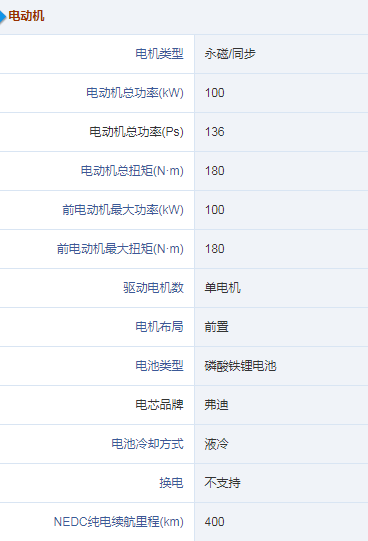 电动机
电机类型 永磁/同步
电动机总功率(kW) 100
电动机总功率(Ps) 136
电动机总扭矩(N·m) 180
前电动机最大功率(kW) 100
前电动机最大扭矩(N·m) 180
驱动电机数 单电机
电机布局 前置
电池类型 磷酸铁锂电池
电芯品牌 弗迪
电池冷却方式 液冷
换电 不支持
NEDC纯电续航里程(km) 400